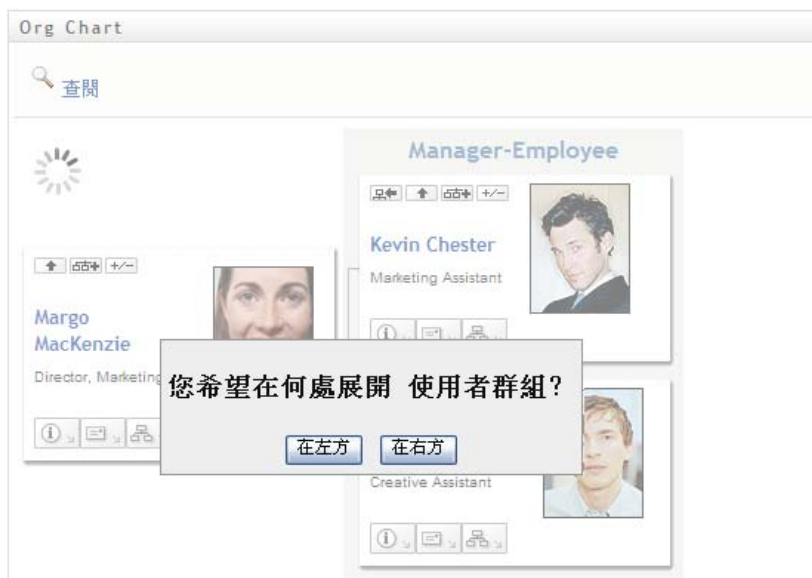 Org Chart
查閱
Manager-Employee
+/−
Kevin Chester
Marketing Assistant
+/−
Margo
MacKenzie
Director, Marketing
您希望在何處展開 使用者群組?
在左方 在右方
Creative Assistant